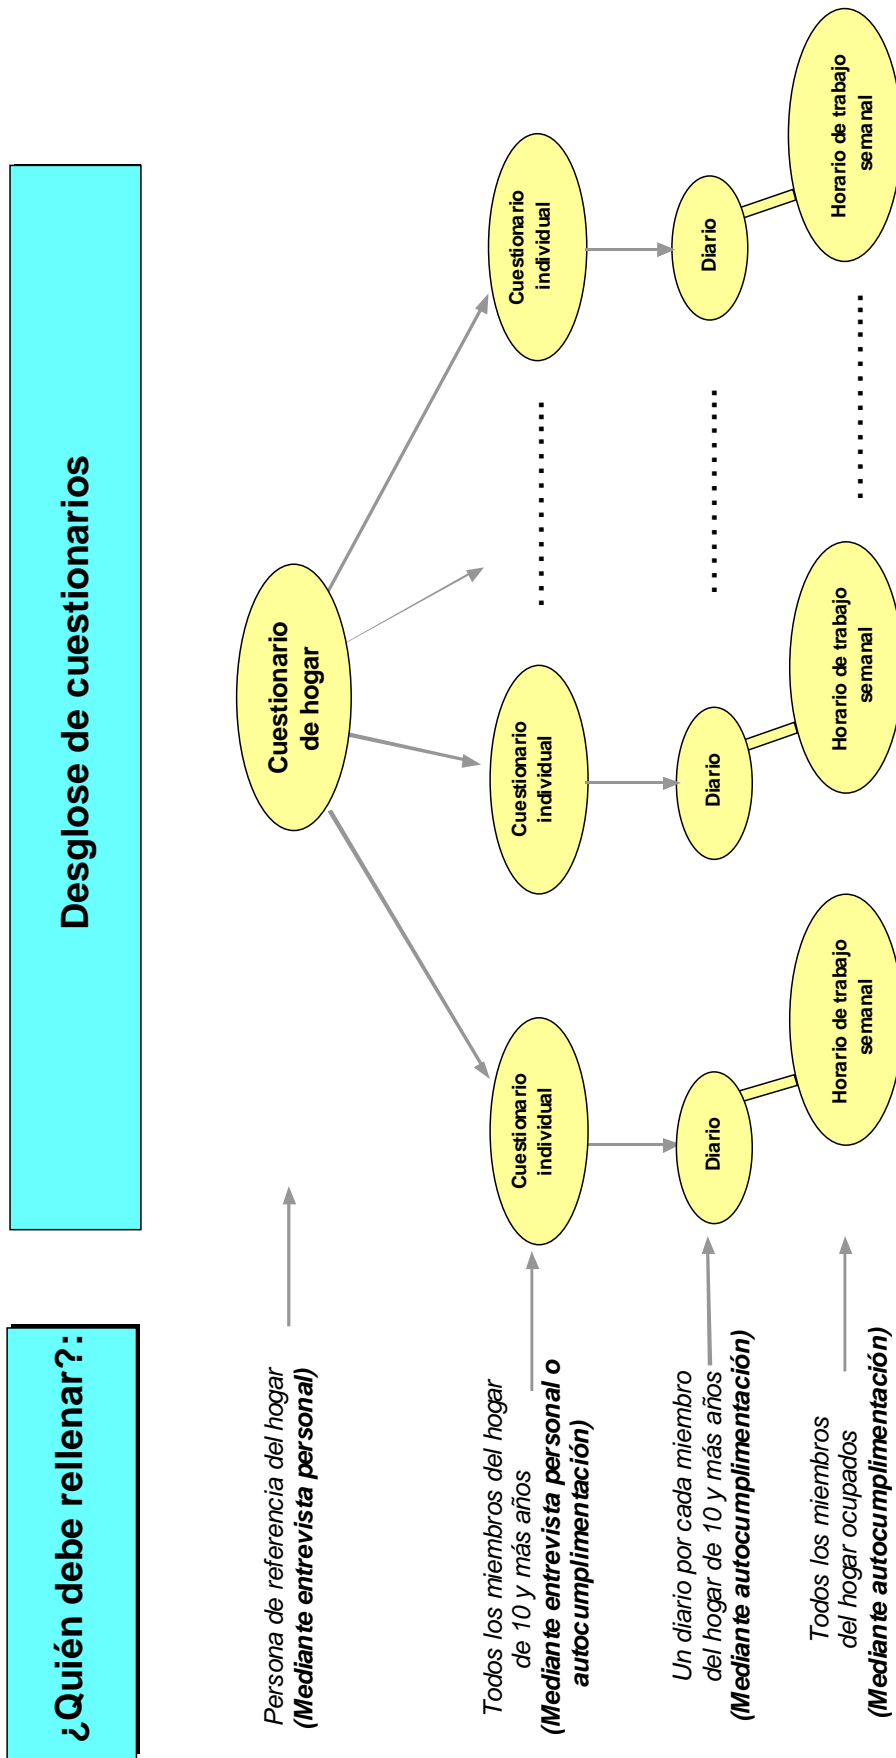 ¿Quién debe rellenar?:
Desglose de cuestionarios
Persona de referencia del hogar
(Mediante entrevista personal)
Cuestionario
de hogar
Todos los miembros del hogar
de 10 y más años
(Mediante entrevista personal o
autocumplimentación)
Cuestionario
individual
Cuestionario
individual
Cuestionario
individual
Un diario por cada miembro
del hogar de 10 y más años
(Mediante autocumplimentación)
Diario
Diario
Diario
Todos los miembros
del hogar ocupados
(Mediante autocumplimentación)
Horario de trabajo
semanal
Horario de trabajo
semanal
Horario de trabajo
semanal